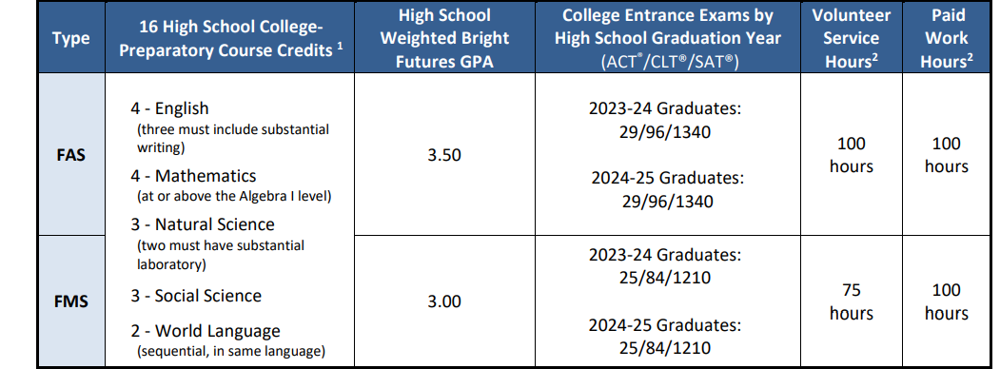 Type
16 High School College-
Preparatory Course Credits 1
High School
Weighted Bright
Futures GPA
College Entrance Exams by
High School Graduation Year
(ACT®/CLT®/SAT®)
Volunteer
Service
Hours2
Paid
Work
Hours2
FAS
4 - English
(three must include substantial
writing)
4 - Mathematics
(at or above the Algebra I level)
3 - Natural Science
(two must have substantial
laboratory)
3 - Social Science
2 - World Language
(sequential, in same language)
3.50
2023-24 Graduates:
29/96/1340
2024-25 Graduates:
29/96/1340
100
hours
100
hours
FMS
3.00
2023-24 Graduates:
25/84/1210
2024-25 Graduates:
25/84/1210
75
hours
100
hours